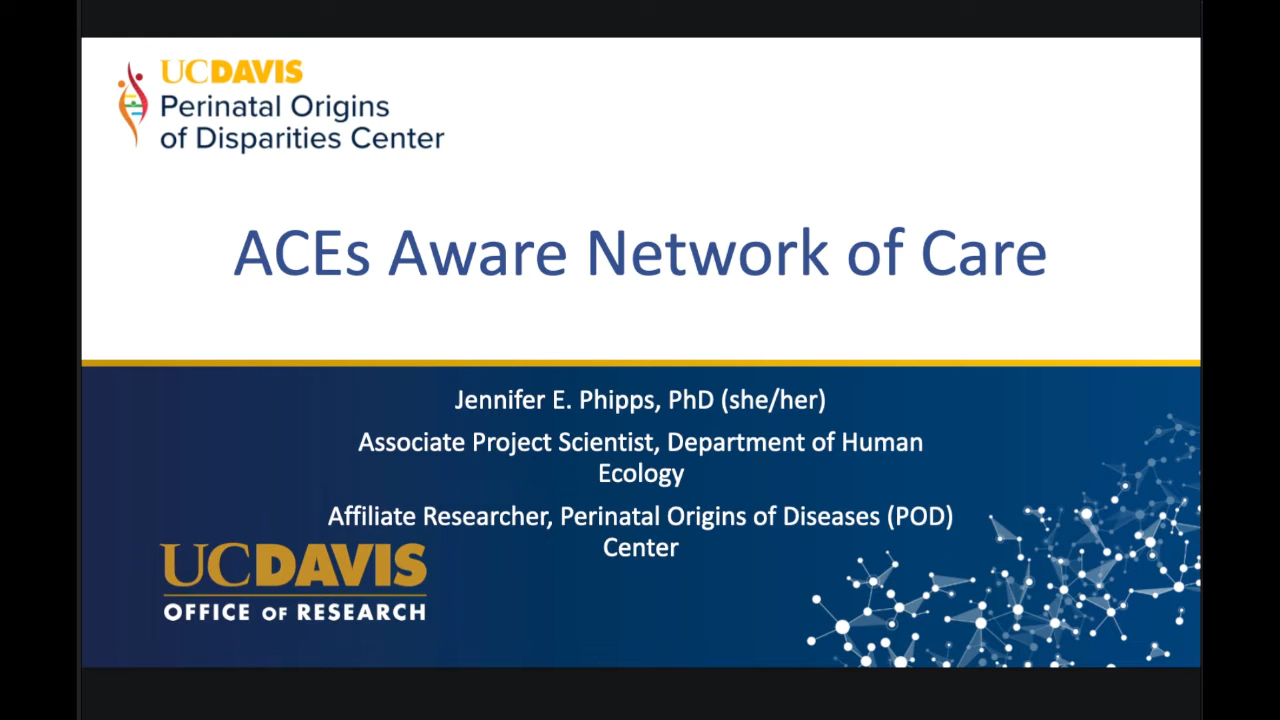 UCDAVIS
Perinatal Origins
of Disparities Center
ACEs Aware Network of Care
Jennifer E. Phipps, PhD (she/her)
Associate Project Scientist, Department of Human
Ecology
Affiliate Researcher, Perinatal Origins of Diseases (POD)
Center
UCDAVIS
OFFICE OF RESEARCH